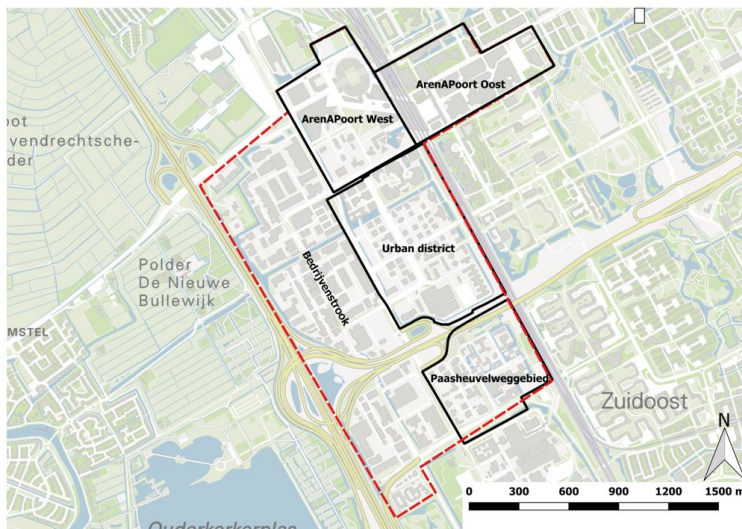 ArenAPoort Oost
ArenAPoort West
oot
vendrechtsche-
der
Urban district
Bedrijvenstrook
Polder
De Nieuwe
Bullewijk
MSTEL
Paasheuvelweggebied
Zuidoost
N
0 300 600 900 1200 1500 m
Ouderkerkerplas